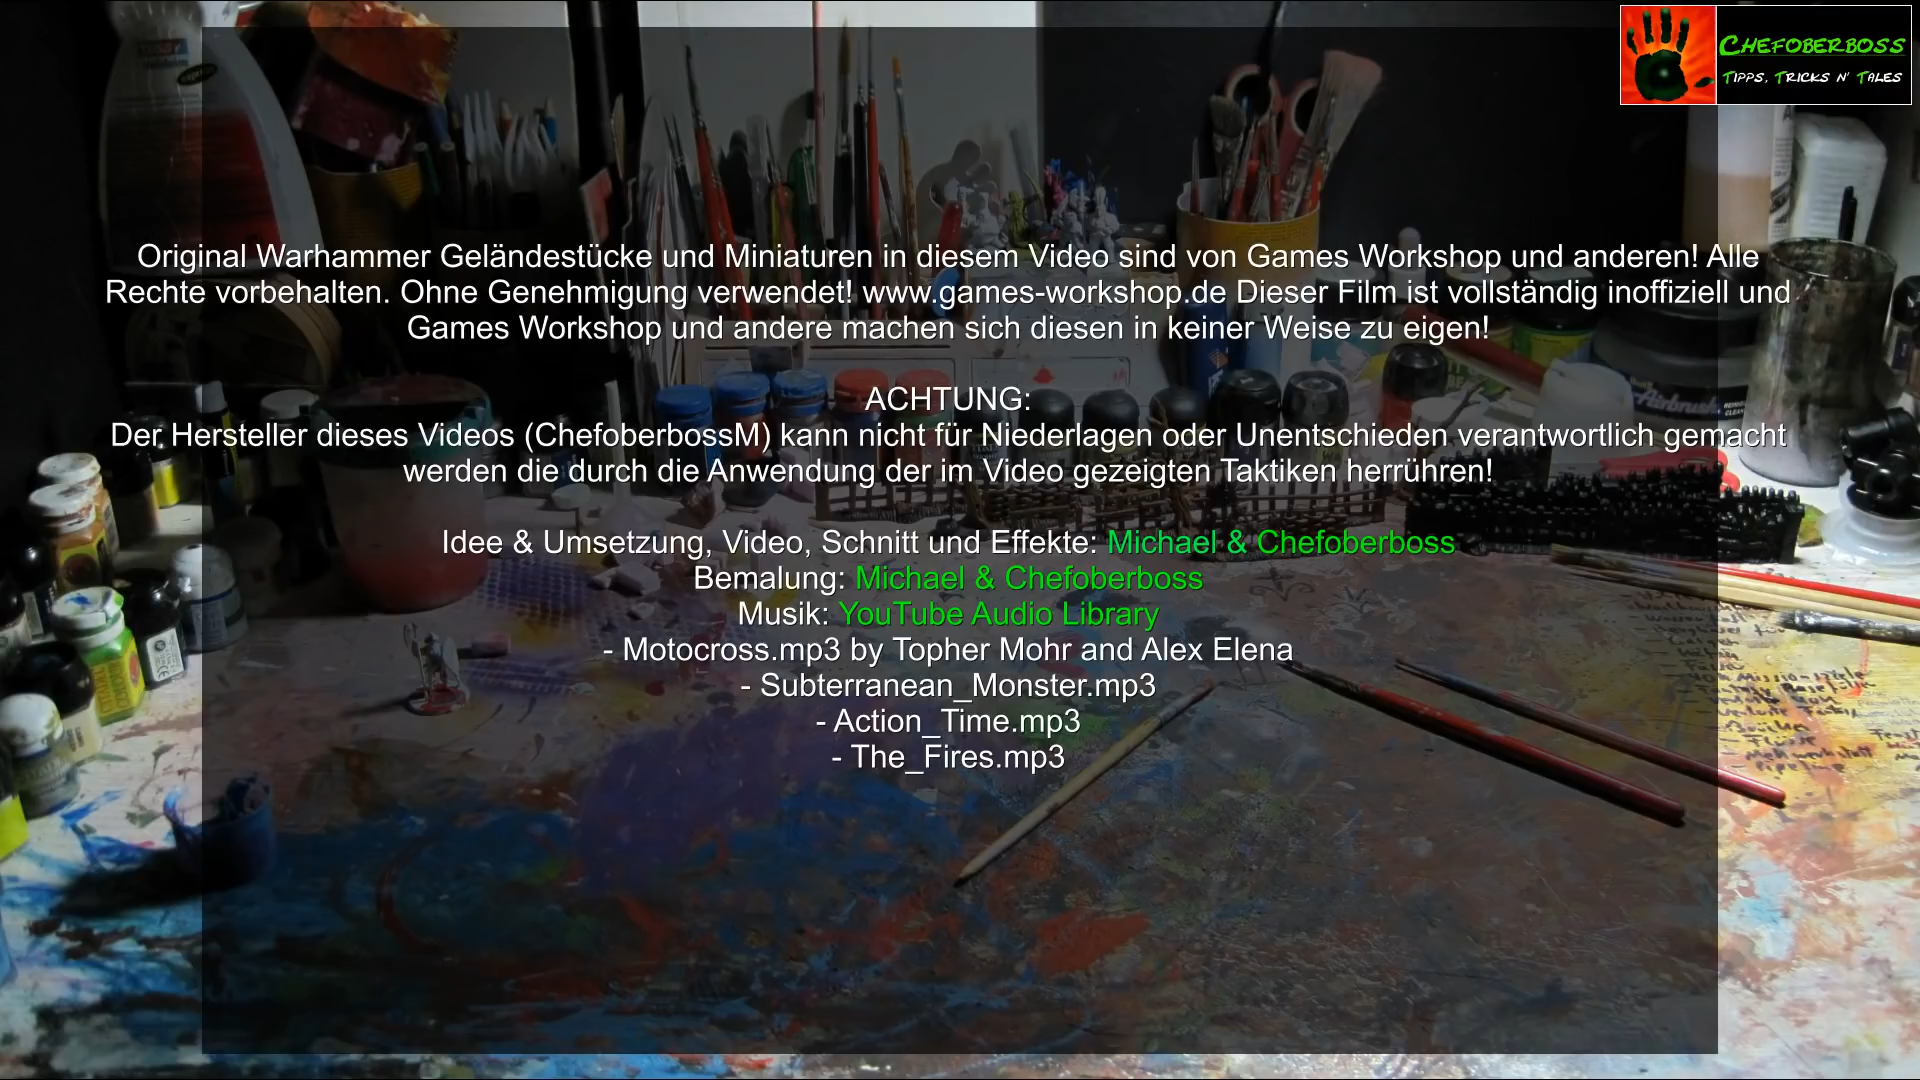 CHEFOBERBOSS
TIPPS, TRICKS N' TALES
Original Warhammer Geländestücke und Miniaturen in diesem Video sind von Games Workshop und anderen! Alle
Rechte vorbehalten. Ohne Genehmigung verwendet! www.games-workshop.de Dieser Film ist vollständig inoffiziell und
Games Workshop und andere machen sich diesen in keiner Weise zu eigen!
ACHTUNG:
Der Hersteller dieses Videos (ChefoberbossM) kann nicht für Niederlagen oder Unentschieden verantwortlich gemacht
werden die durch die Anwendung der im Video gezeigten Taktiken herrühren!
Idee & Umsetzung, Video, Schnitt und Effekte: Michael & Chefoberboss
Bemalung: Michael & Chefoberboss
Musik: YouTube Audio Library
- Motocross.mp3 by Topher Mohr and Alex Elena
- Subterranean_Monster.mp3
- Action_Time.mp3
- The_Fires.mp3
Airbrush